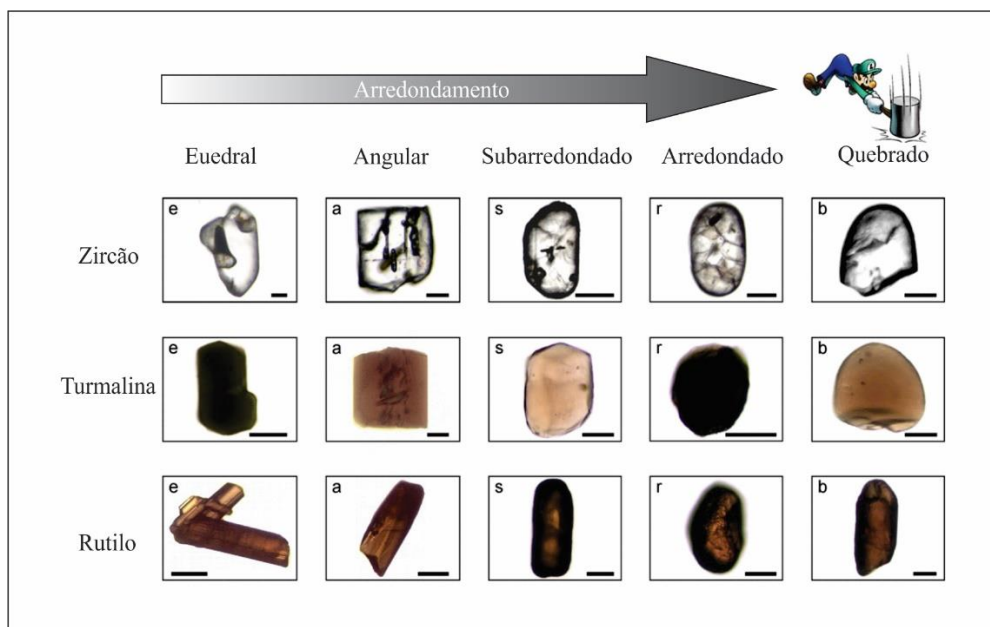 Arredondamento
Euedral Angular Subarredondado Arredondado Quebrado
e a s r b
Zircão
e a s r b
Turmalina
e a s r b
Rutilo